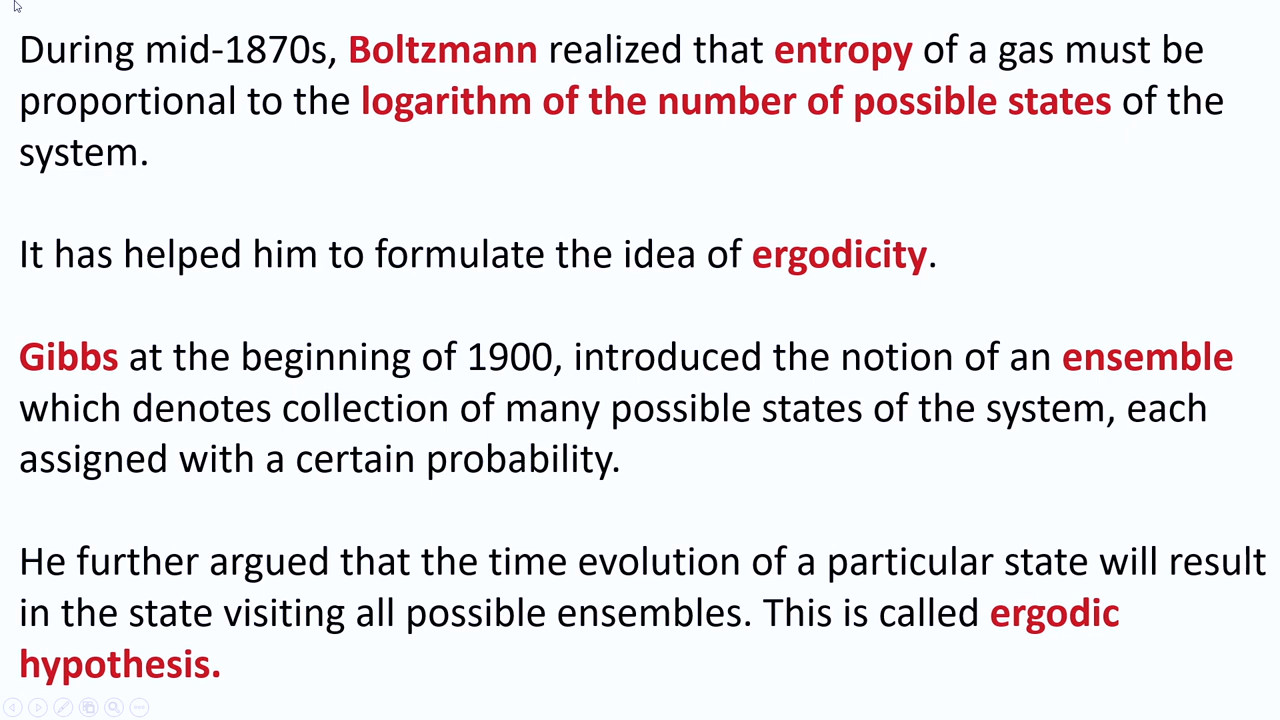 During mid-1870s, Boltzmann realized that entropy of a gas must be
proportional to the logarithm of the number of possible states of the
system.
It has helped him to formulate the idea of ergodicity.
Gibbs at the beginning of 1900, introduced the notion of an ensemble
which denotes collection of many possible states of the system, each
assigned with a certain probability.
He further argued that the time evolution of a particular state will result
in the state visiting all possible ensembles. This is called ergodic
hypothesis.